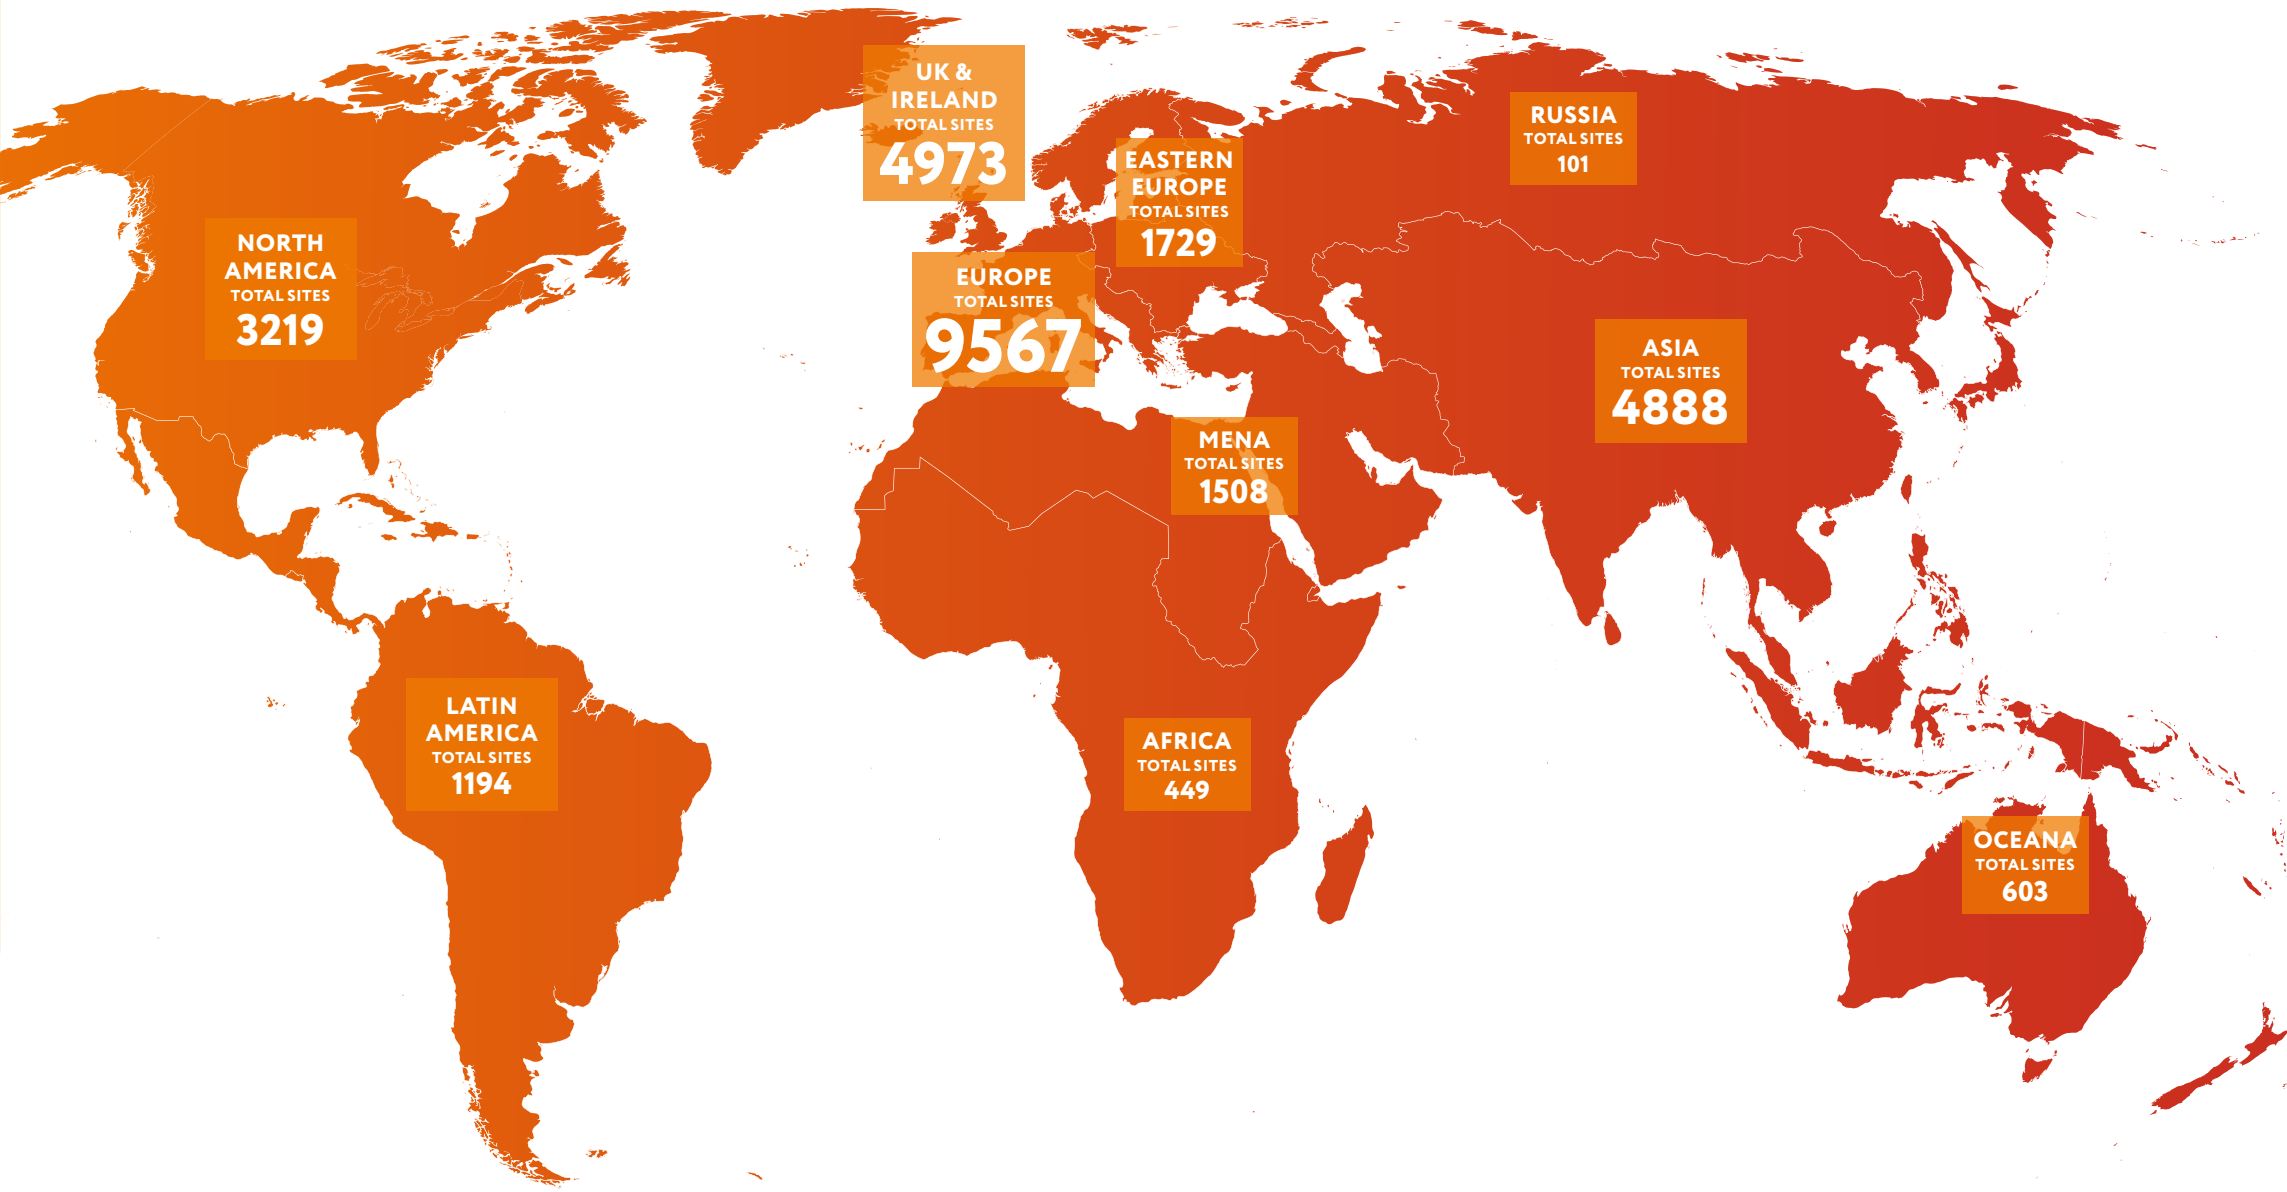 UK &
IRELAND
TOTAL SITES
4973
RUSSIA
TOTAL SITES
101
EASTERN
EUROPE
TOTAL SITES
1729
NORTH
AMERICA
TOTAL SITES
3219
EUROPE
TOTAL SITES
9567
ASIA
TOTAL SITES
4888
MENA
TOTAL SITES
1508
LATIN
AMERICA
TOTAL SITES
1194
AFRICA
TOTAL SITES
449
OCEANA
TOTAL SITES
603